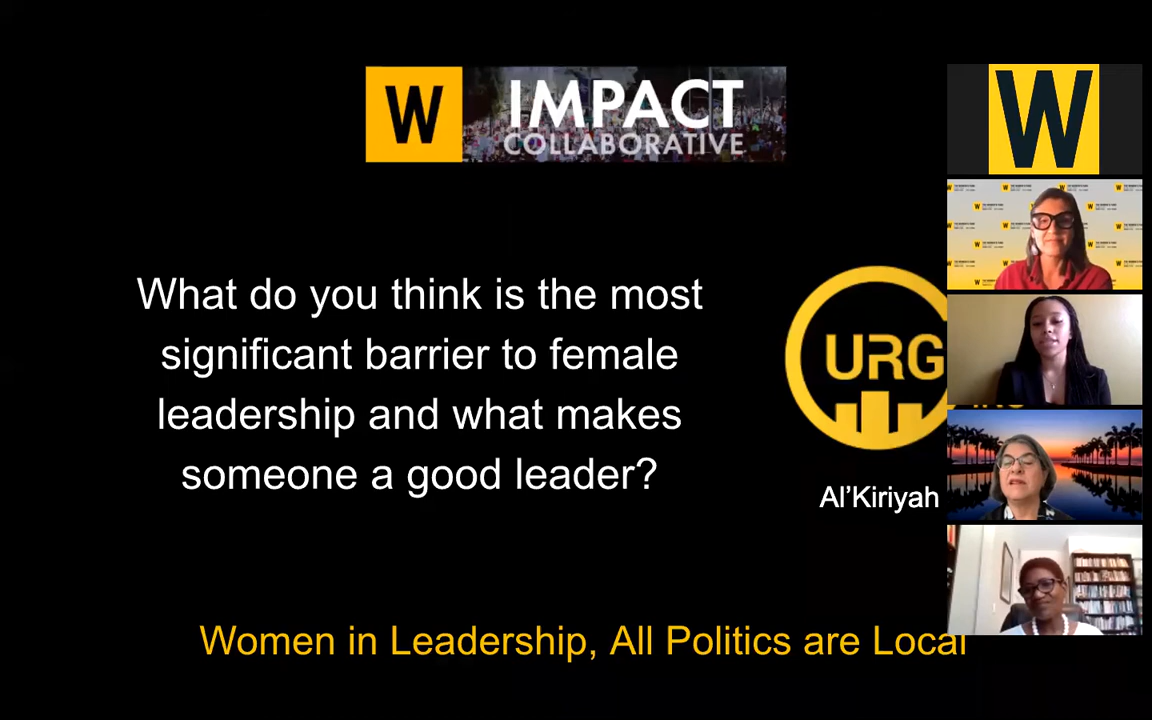 W IMPACT
COLLABORATIVE
W
What do you think is the most
significant barrier to female
leadership and what makes
someone a good leader?
URG
Al’Kiriyah
Women in Leadership, All Politics are Local